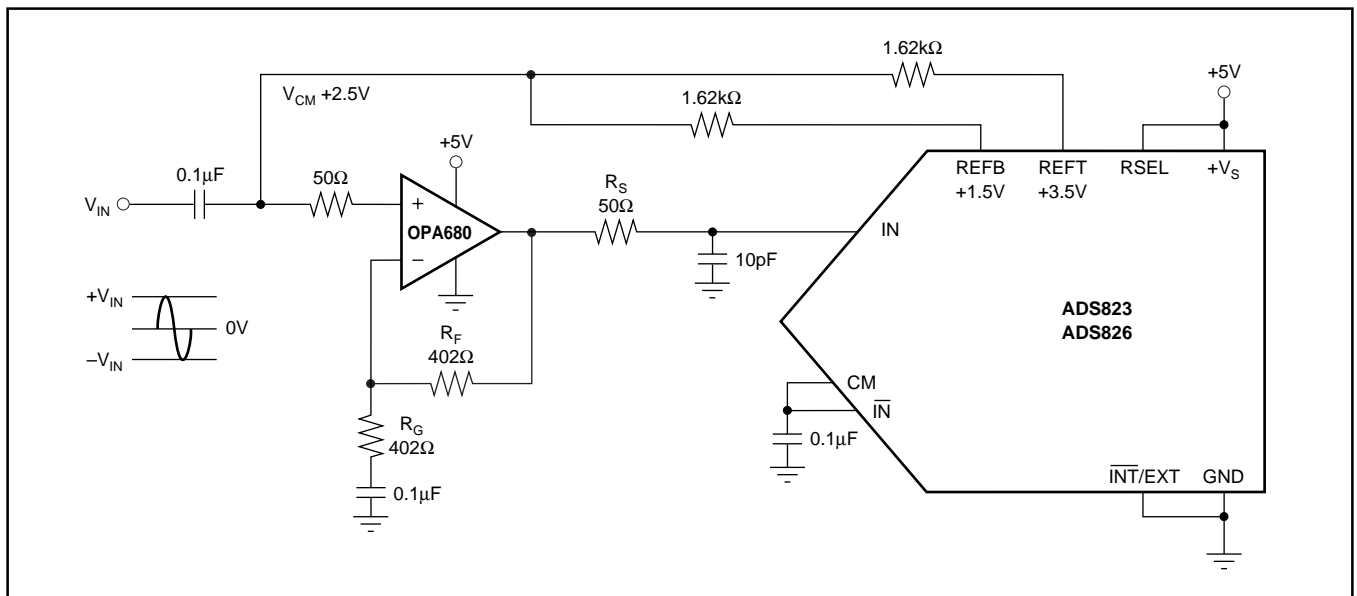 1.62kΩ
+5V
V_CM +2.5V
1.62kΩ
+5V
REFB
+1.5V
REFT
+3.5V
RSEL
+V_S
0.1µF
50Ω
R_S
50Ω
V_IN
+
OPA680
–
IN
10pF
+V_IN
0V
–V_IN
ADS823
ADS826
R_F
402Ω
CM
I̅N̅
R_G
402Ω
0.1µF
0.1µF
I̅N̅T̅/EXT
GND